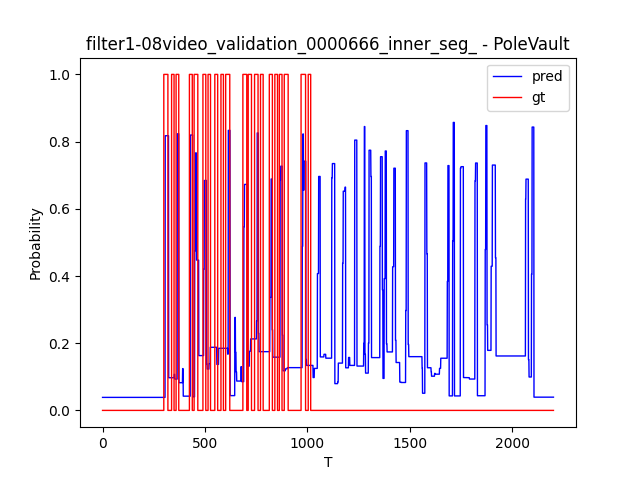 filter1-08video_validation_0000666_inner_seg_ - PoleVault
pred
gt
1.0
0.8
0.6
0.4
0.2
0.0
Probability
0
500
1000
1500
2000
T